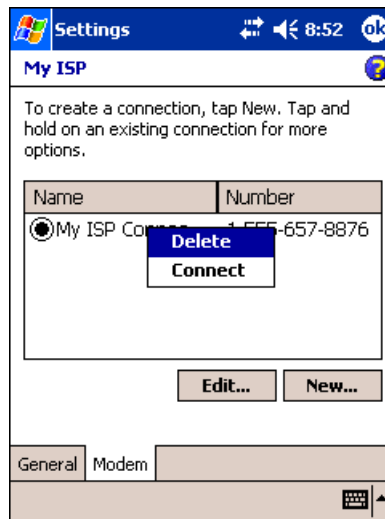 Settings 8:52 ok
My ISP ?
To create a connection, tap New. Tap and
hold on an existing connection for more
options.
Name Number
My ISP -657-8876
Delete
Connect
Edit... New...
General Modem